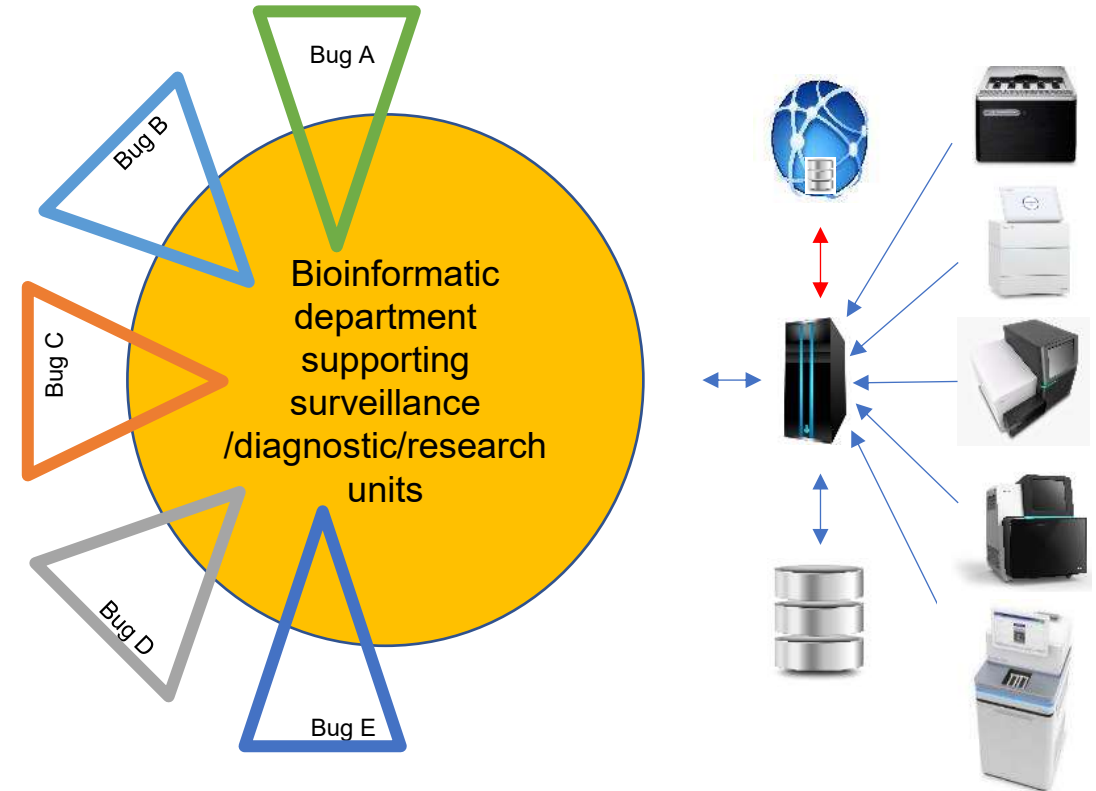 Bug A
Bug B
Bug C
Bug D
Bug E
Bioinformatic
department
supporting
surveillance
/diagnostic/research
units